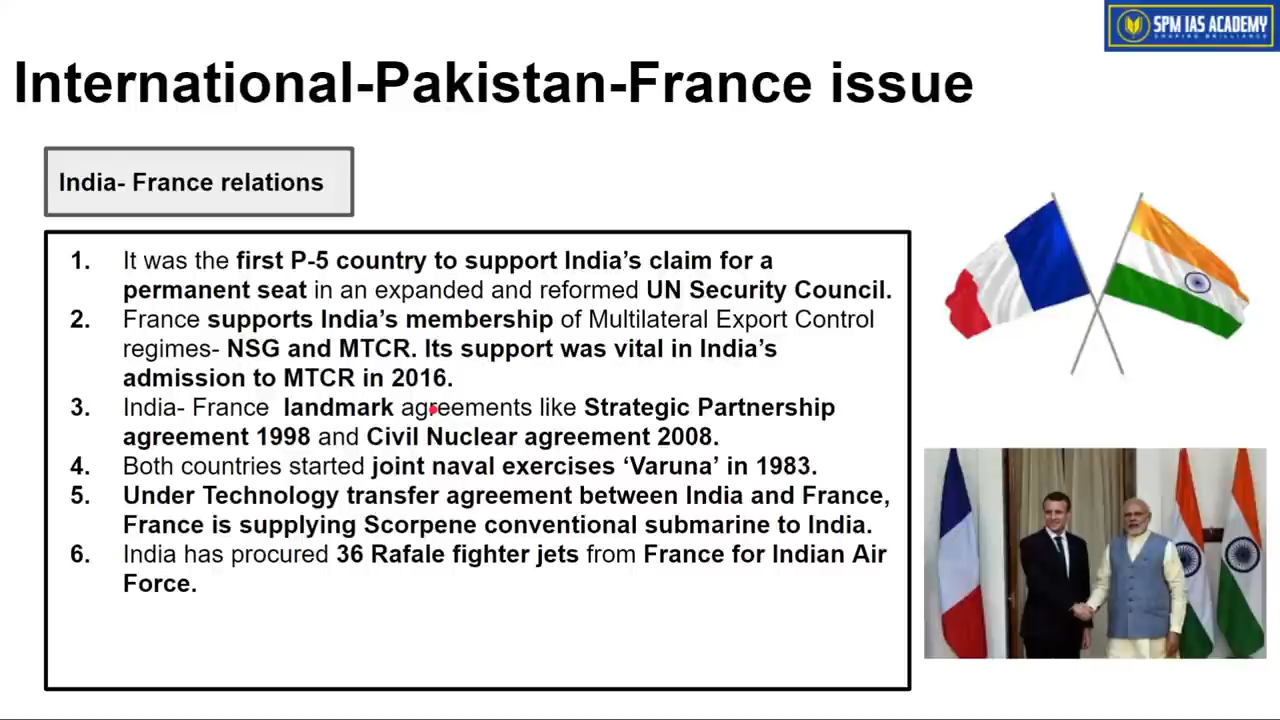 SPM IAS ACADEMY
SHAPING BRILLIANCE
International-Pakistan-France issue
India- France relations
1. It was the first P-5 country to support India’s claim for a
permanent seat in an expanded and reformed UN Security Council.
2. France supports India’s membership of Multilateral Export Control
regimes- NSG and MTCR. Its support was vital in India’s
admission to MTCR in 2016.
3. India- France landmark agreements like Strategic Partnership
agreement 1998 and Civil Nuclear agreement 2008.
4. Both countries started joint naval exercises ‘Varuna’ in 1983.
5. Under Technology transfer agreement between India and France,
France is supplying Scorpene conventional submarine to India.
6. India has procured 36 Rafale fighter jets from France for Indian Air
Force.